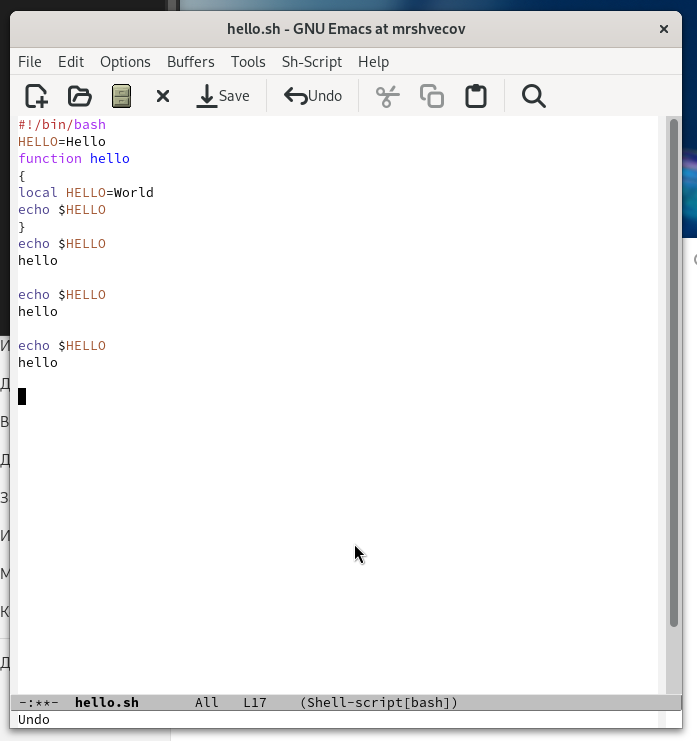 hello.sh - GNU Emacs at mrshvecov
File Edit Options Buffers Tools Sh-Script Help
Save Undo
#!/bin/bash
HELLO=Hello
function hello
{
local HELLO=World
echo $HELLO
}
echo $HELLO
hello
echo $HELLO
hello
echo $HELLO
hello
-:**- hello.sh All L17 (Shell-script[bash])
Undo